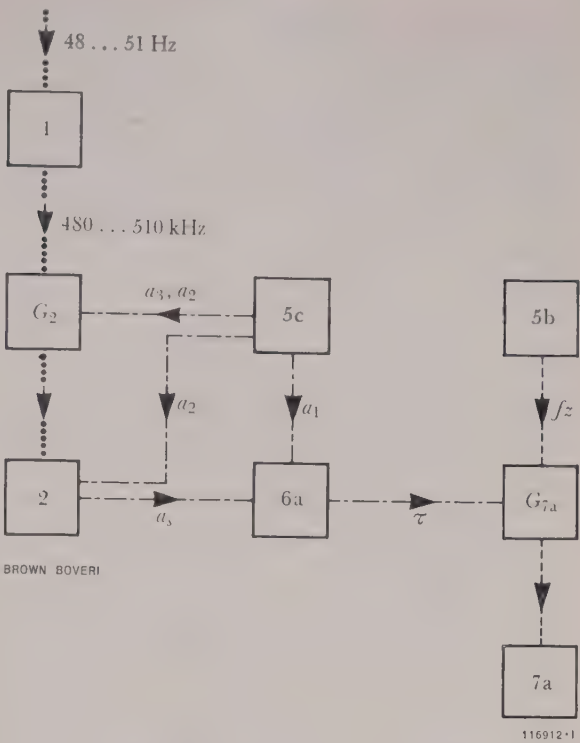 48 ... 51 Hz
1
480 ... 510 kHz
G2
a3, a2
5c
5b
a2
a1
fz
2
as
6a
τ
G7a
BROWN BOVERI
7a
116912·I